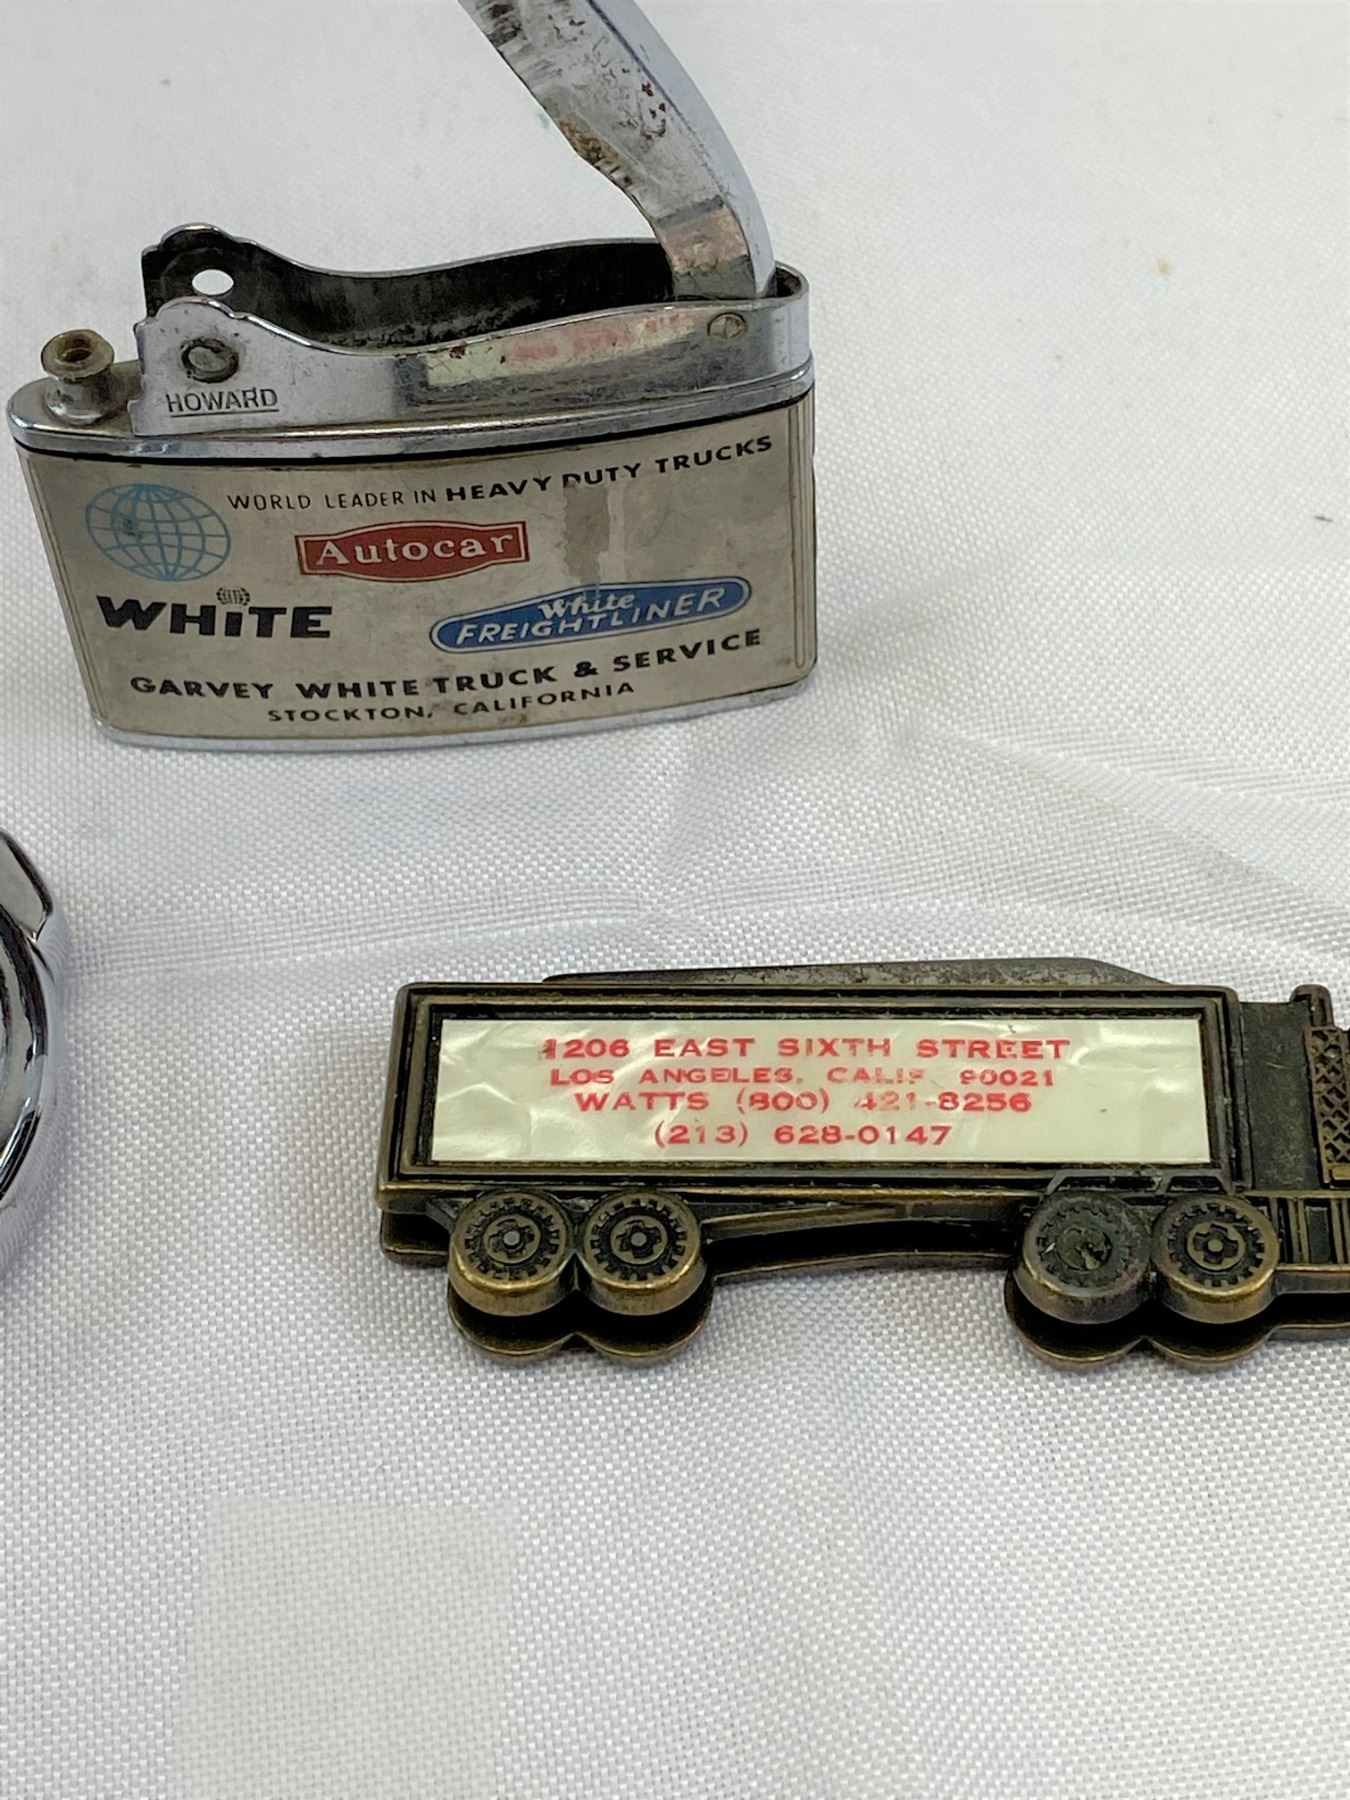 HOWARD
WORLD LEADER IN HEAVY DUTY TRUCKS
Autocar
WHiTE
White
FREIGHTLINER
GARVEY WHITE TRUCK & SERVICE
STOCKTON, CALIFORNIA
1206 EAST SIXTH STREET
LOS ANGELES, CALIF 90021
WATTS (800) 421-8256
(213) 628-0147